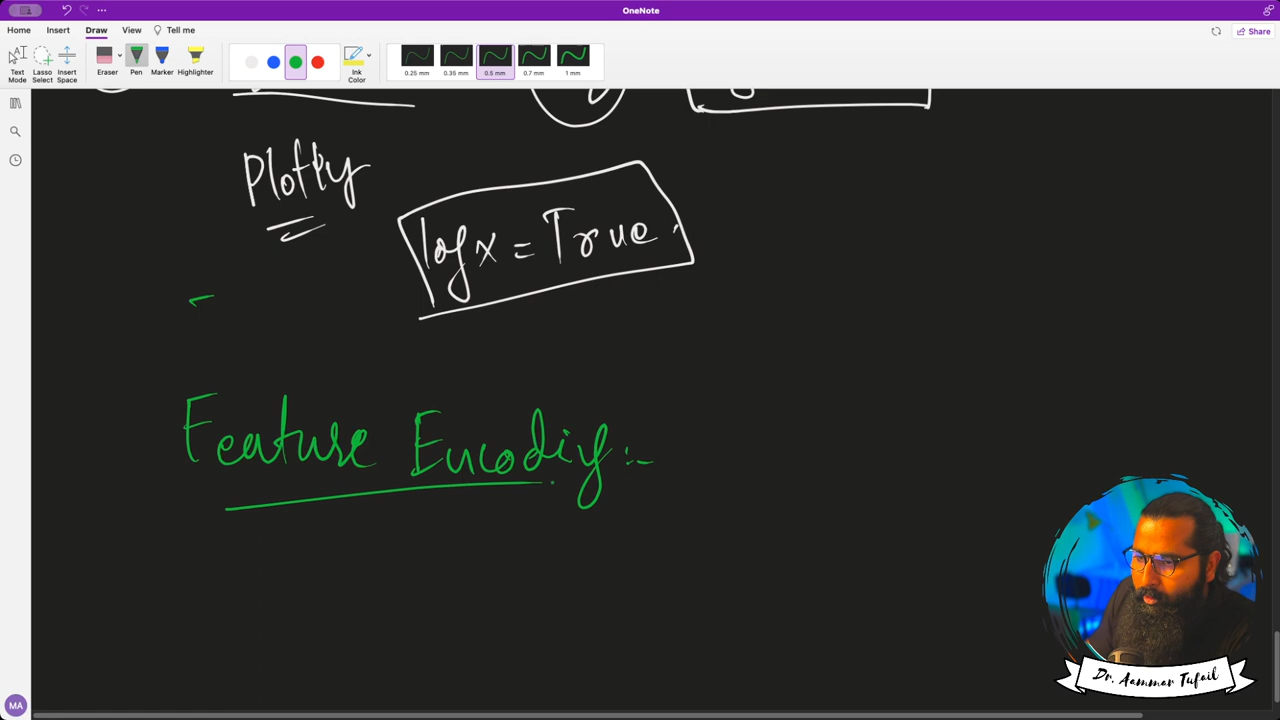 OneNote
Home Insert Draw View Tell me Share
Text Mode Lasso Select Insert Space Eraser Pen Marker Highlighter Ink Color 0.25 mm 0.35 mm 0.5 mm 0.7 mm 1 mm
Plotly
logx = True
Feature Encodiy :-
MA
Dr. Aammar Tufail